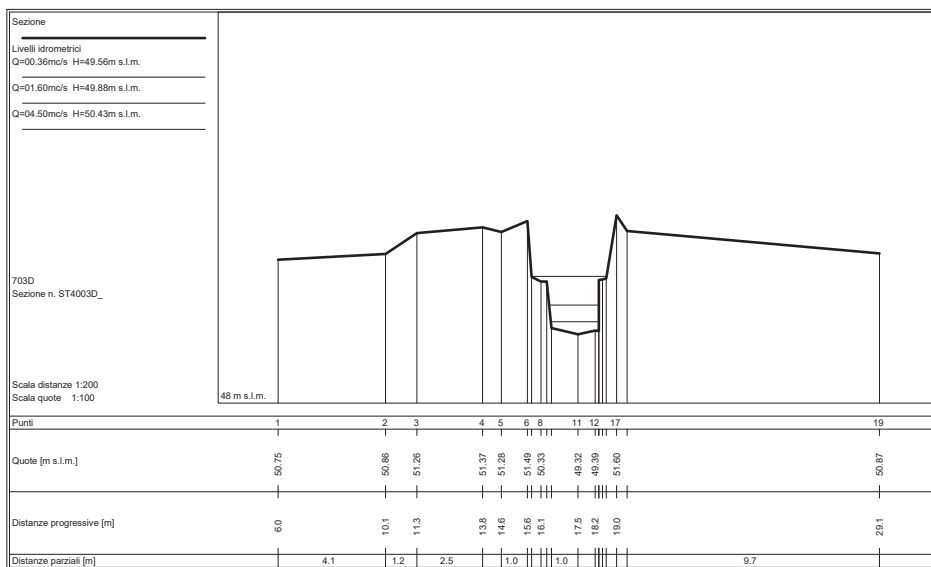 Sezione
Livelli idrometrici
Q=00.36mc/s H=49.56m s.l.m.
Q=01.60mc/s H=49.88m s.l.m.
Q=04.50mc/s H=50.43m s.l.m.
703D
Sezione n. ST4003D_
Scala distanze 1:200
Scala quote 1:100
48 m s.l.m.
Punti 1 2 3 4 5 6 8 11 12 17 19
Quote [m s.l.m.] 50.75 50.86 51.26 51.37 51.28 51.49 50.33 49.32 49.39 51.60 50.87
Distanze progressive [m] 6.0 10.1 11.3 13.8 14.6 15.6 16.1 17.5 18.2 19.0 29.1
Distanze parziali [m] 4.1 1.2 2.5 1.0 1.0 9.7